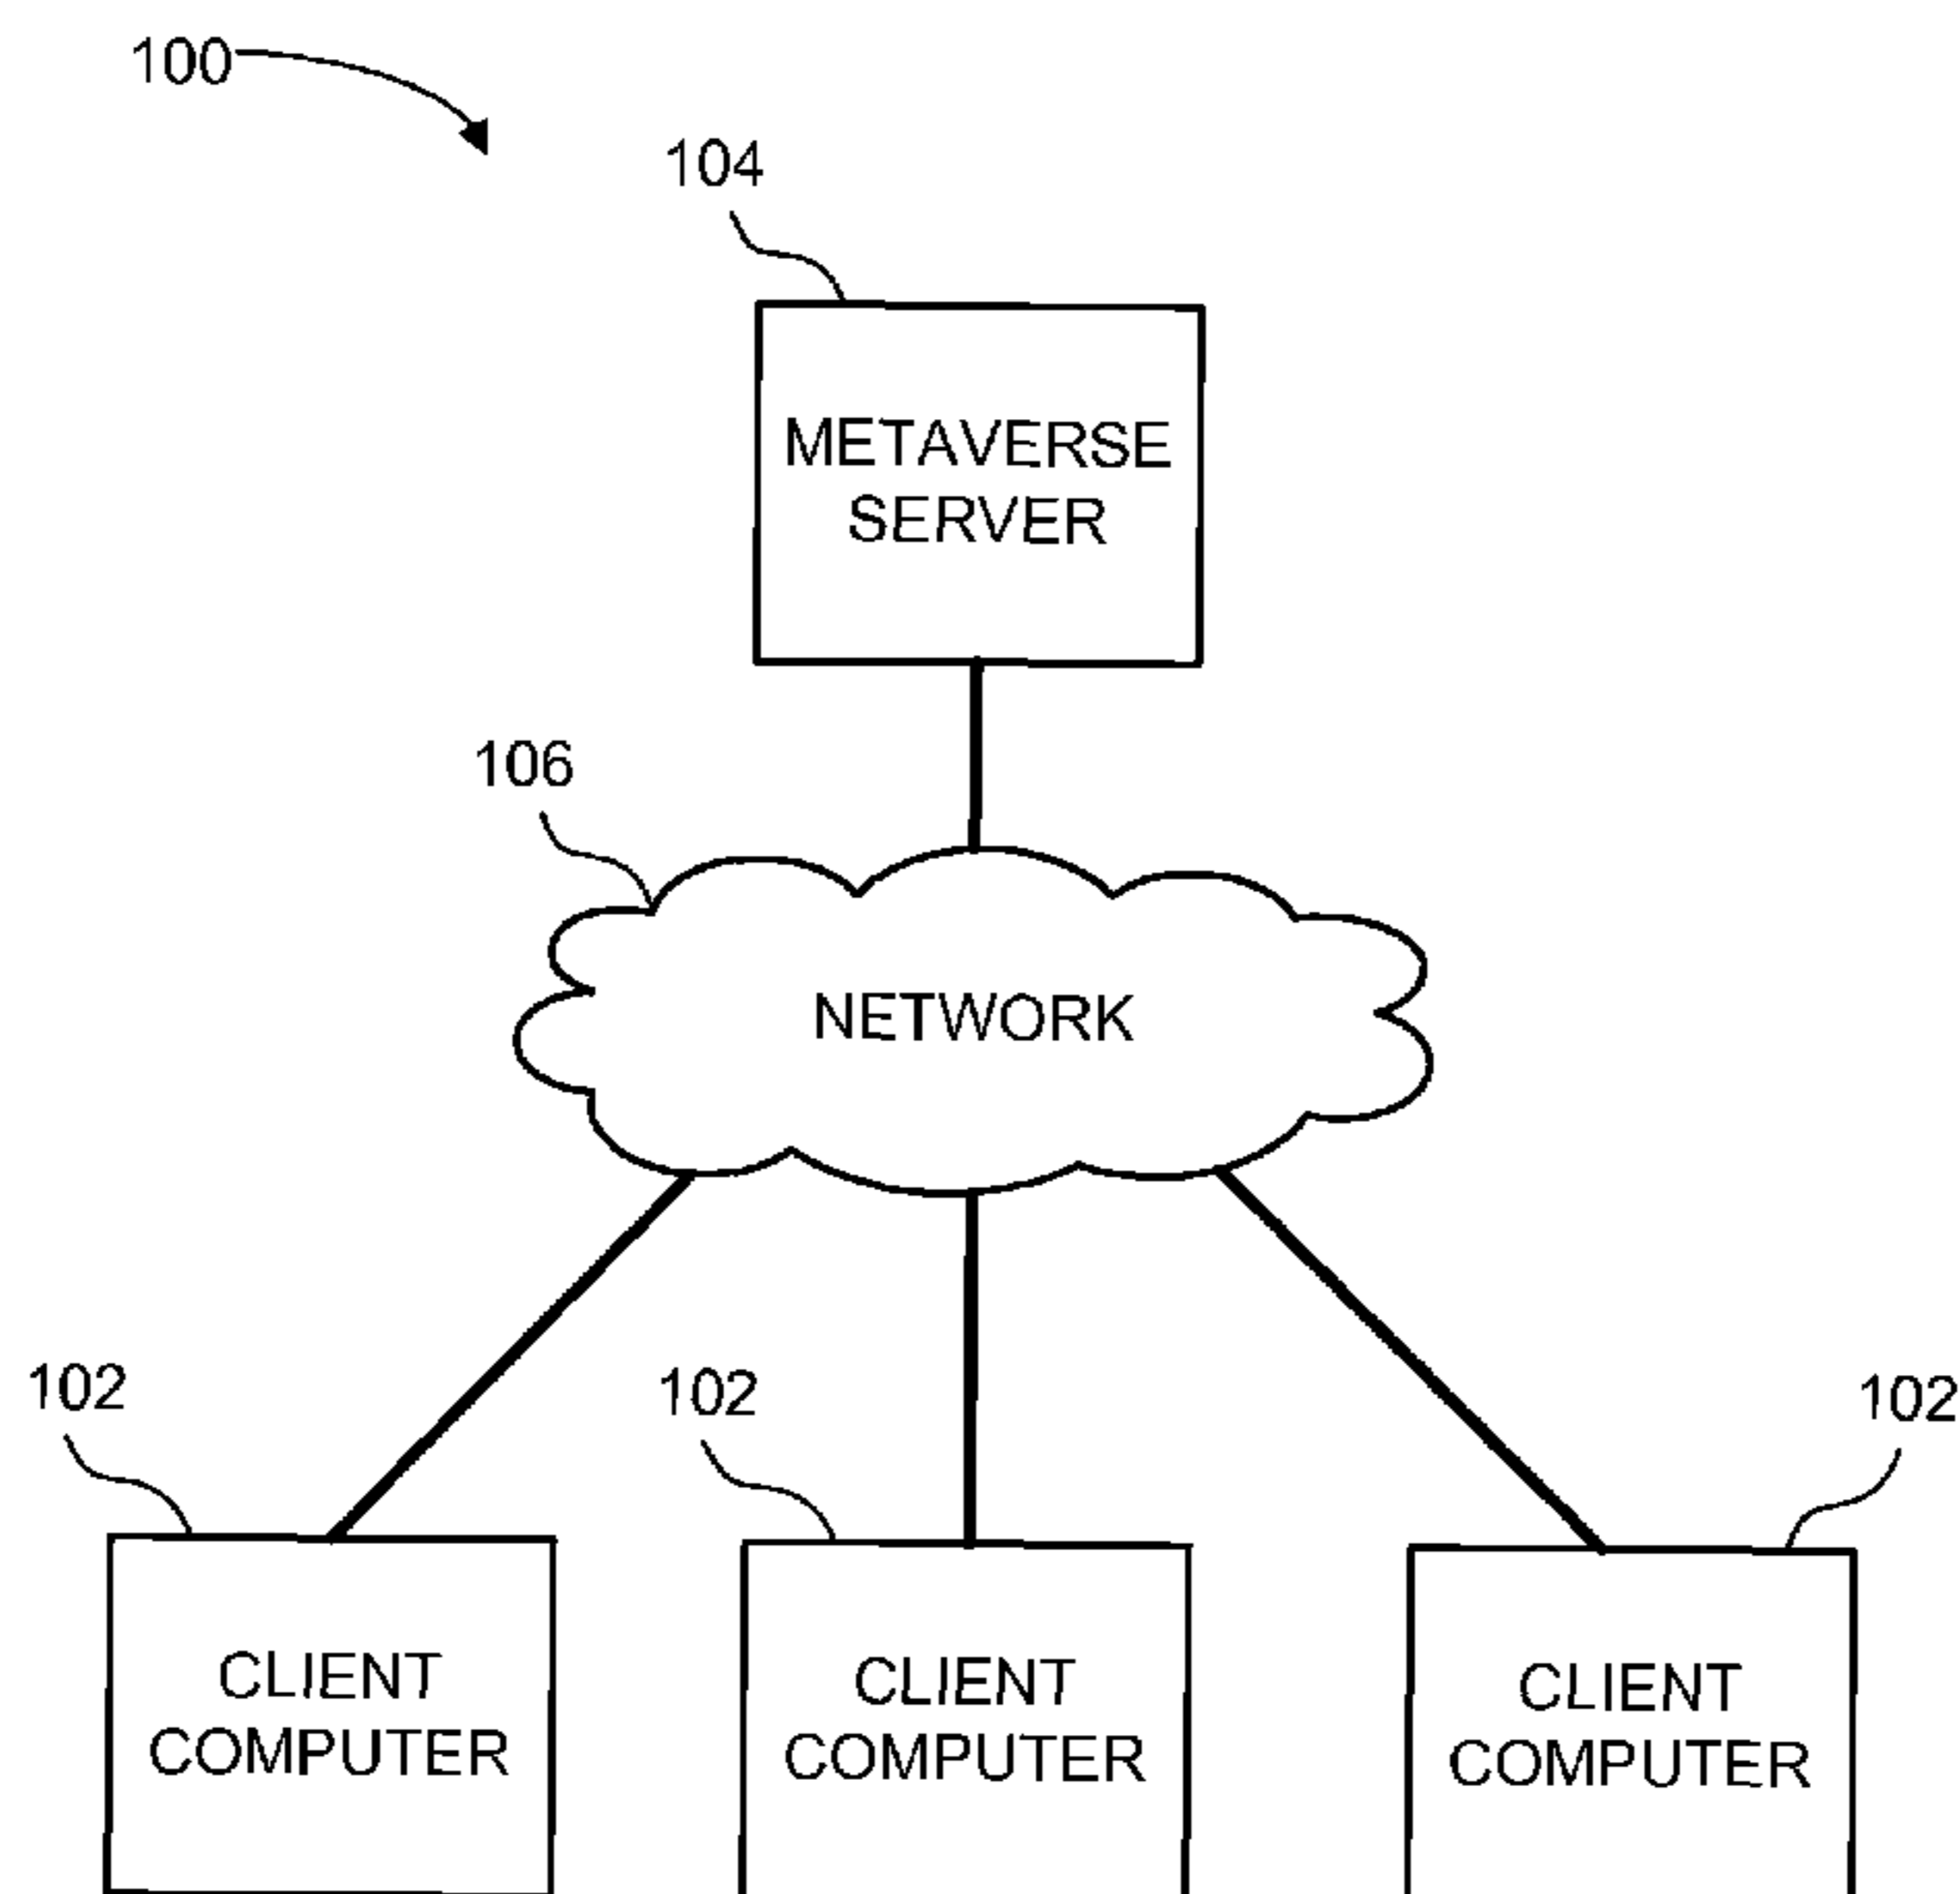 100
104
METAVERSE
SERVER
106
NETWORK
102
102
102
CLIENT
COMPUTER
CLIENT
COMPUTER
CLIENT
COMPUTER